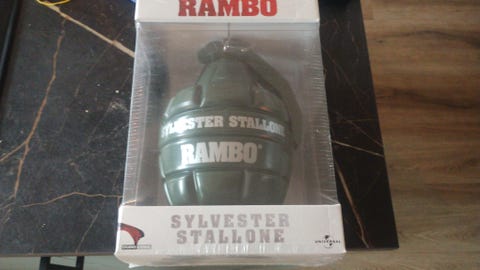 RAMBO
SYLVESTER STALLONE
RAMBO®
SYLVESTER
STALLONE
UNIVERSAL